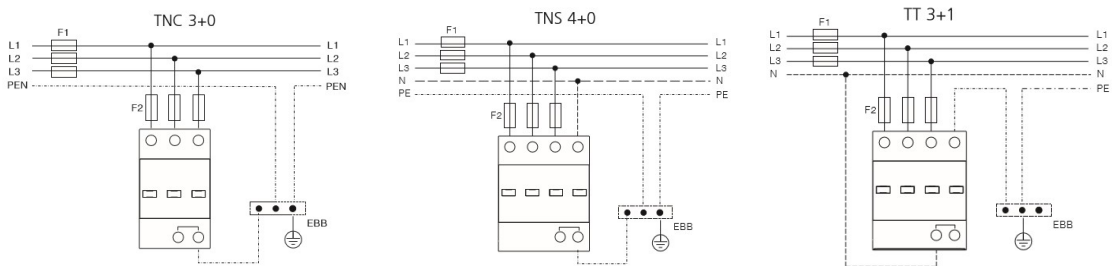 TNC 3+0
F1
L1 L1
L2 L2
L3 L3
PEN PEN
F2
EBB
TNS 4+0
F1
L1 L1
L2 L2
L3 L3
N N
PE PE
F2
EBB
TT 3+1
F1
L1 L1
L2 L2
L3 L3
N N
PE
F2
EBB